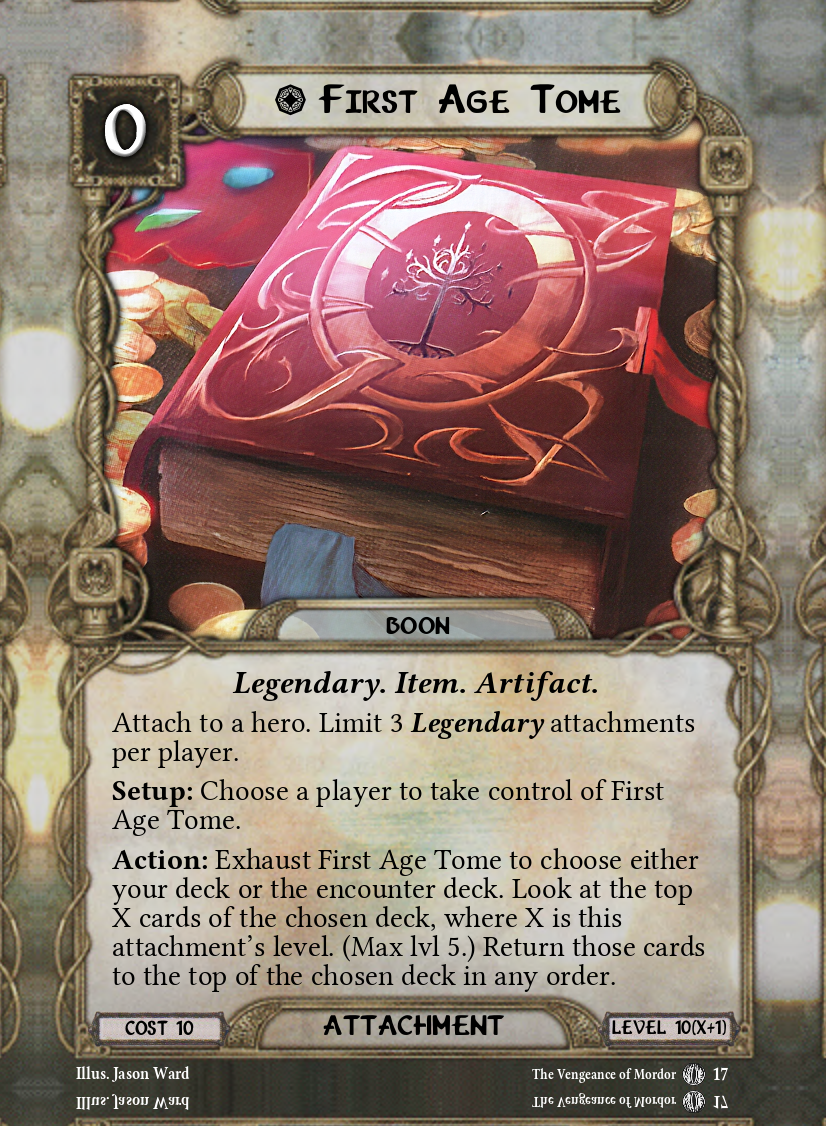 0
First Age Tome
BOON
Legendary. Item. Artifact.
Attach to a hero. Limit 3 Legendary attachments
per player.
Setup: Choose a player to take control of First
Age Tome.
Action: Exhaust First Age Tome to choose either
your deck or the encounter deck. Look at the top
X cards of the chosen deck, where X is this
attachment's level. (Max lvl 5.) Return those cards
to the top of the chosen deck in any order.
COST 10
ATTACHMENT
LEVEL 10(X+1)
Illus. Jason Ward
The Vengeance of Mordor 17
Illus. Jason Ward
The Vengeance of Mordor 17